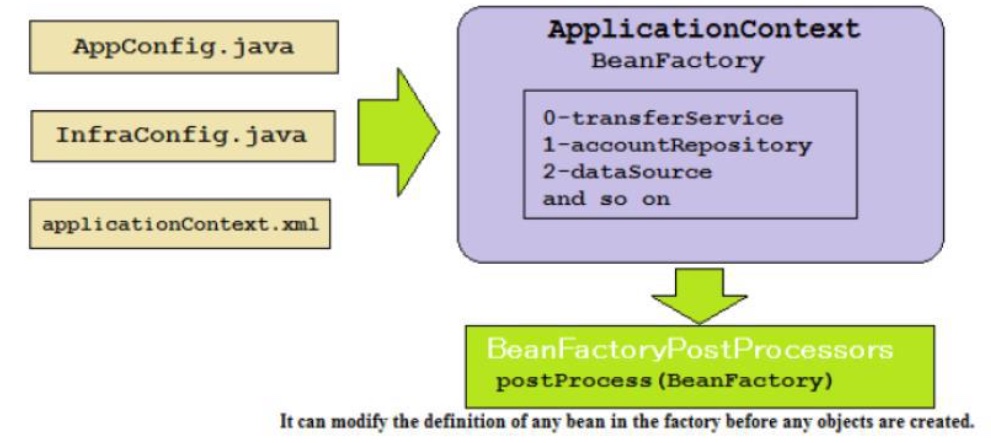 AppConfig.java
InfraConfig.java
applicationContext.xml
ApplicationContext
BeanFactory
0-transferService
1-accountRepository
2-dataSource
and so on
BeanFactoryPostProcessors
postProcess(BeanFactory)
It can modify the definition of any bean in the factory before any objects are created.